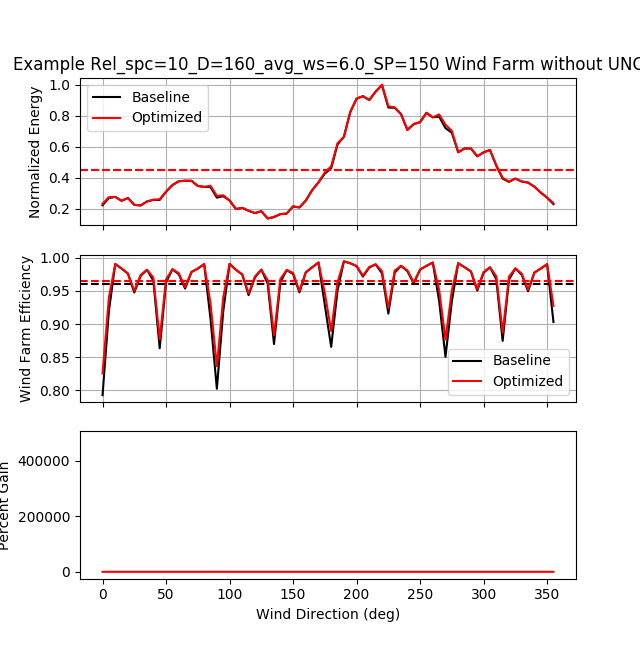 Example Rel_spc=10_D=160_avg_ws=6.0_SP=150 Wind Farm without UNC
Normalized Energy
1.0
0.8
0.6
0.4
0.2
Baseline
Optimized
Wind Farm Efficiency
1.00
0.95
0.90
0.85
0.80
Baseline
Optimized
Percent Gain
400000
200000
0
0 50 100 150 200 250 300 350
Wind Direction (deg)